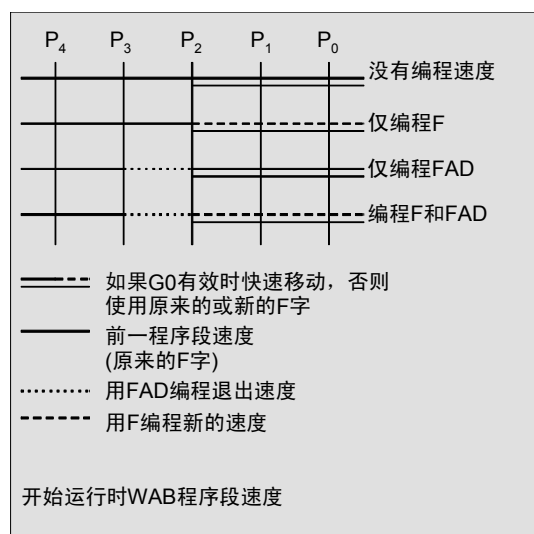 P4 P3 P2 P1 P0
没有编程速度
仅编程F
仅编程FAD
编程F和FAD
如果G0有效时快速移动，否则
使用原来的或新的F字
前一程序段速度
(原来的F字)
用FAD编程退出速度
用F编程新的速度
开始运行时WAB程序段速度